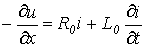 -∂u/∂x = R₀i + L₀ ∂i/∂t